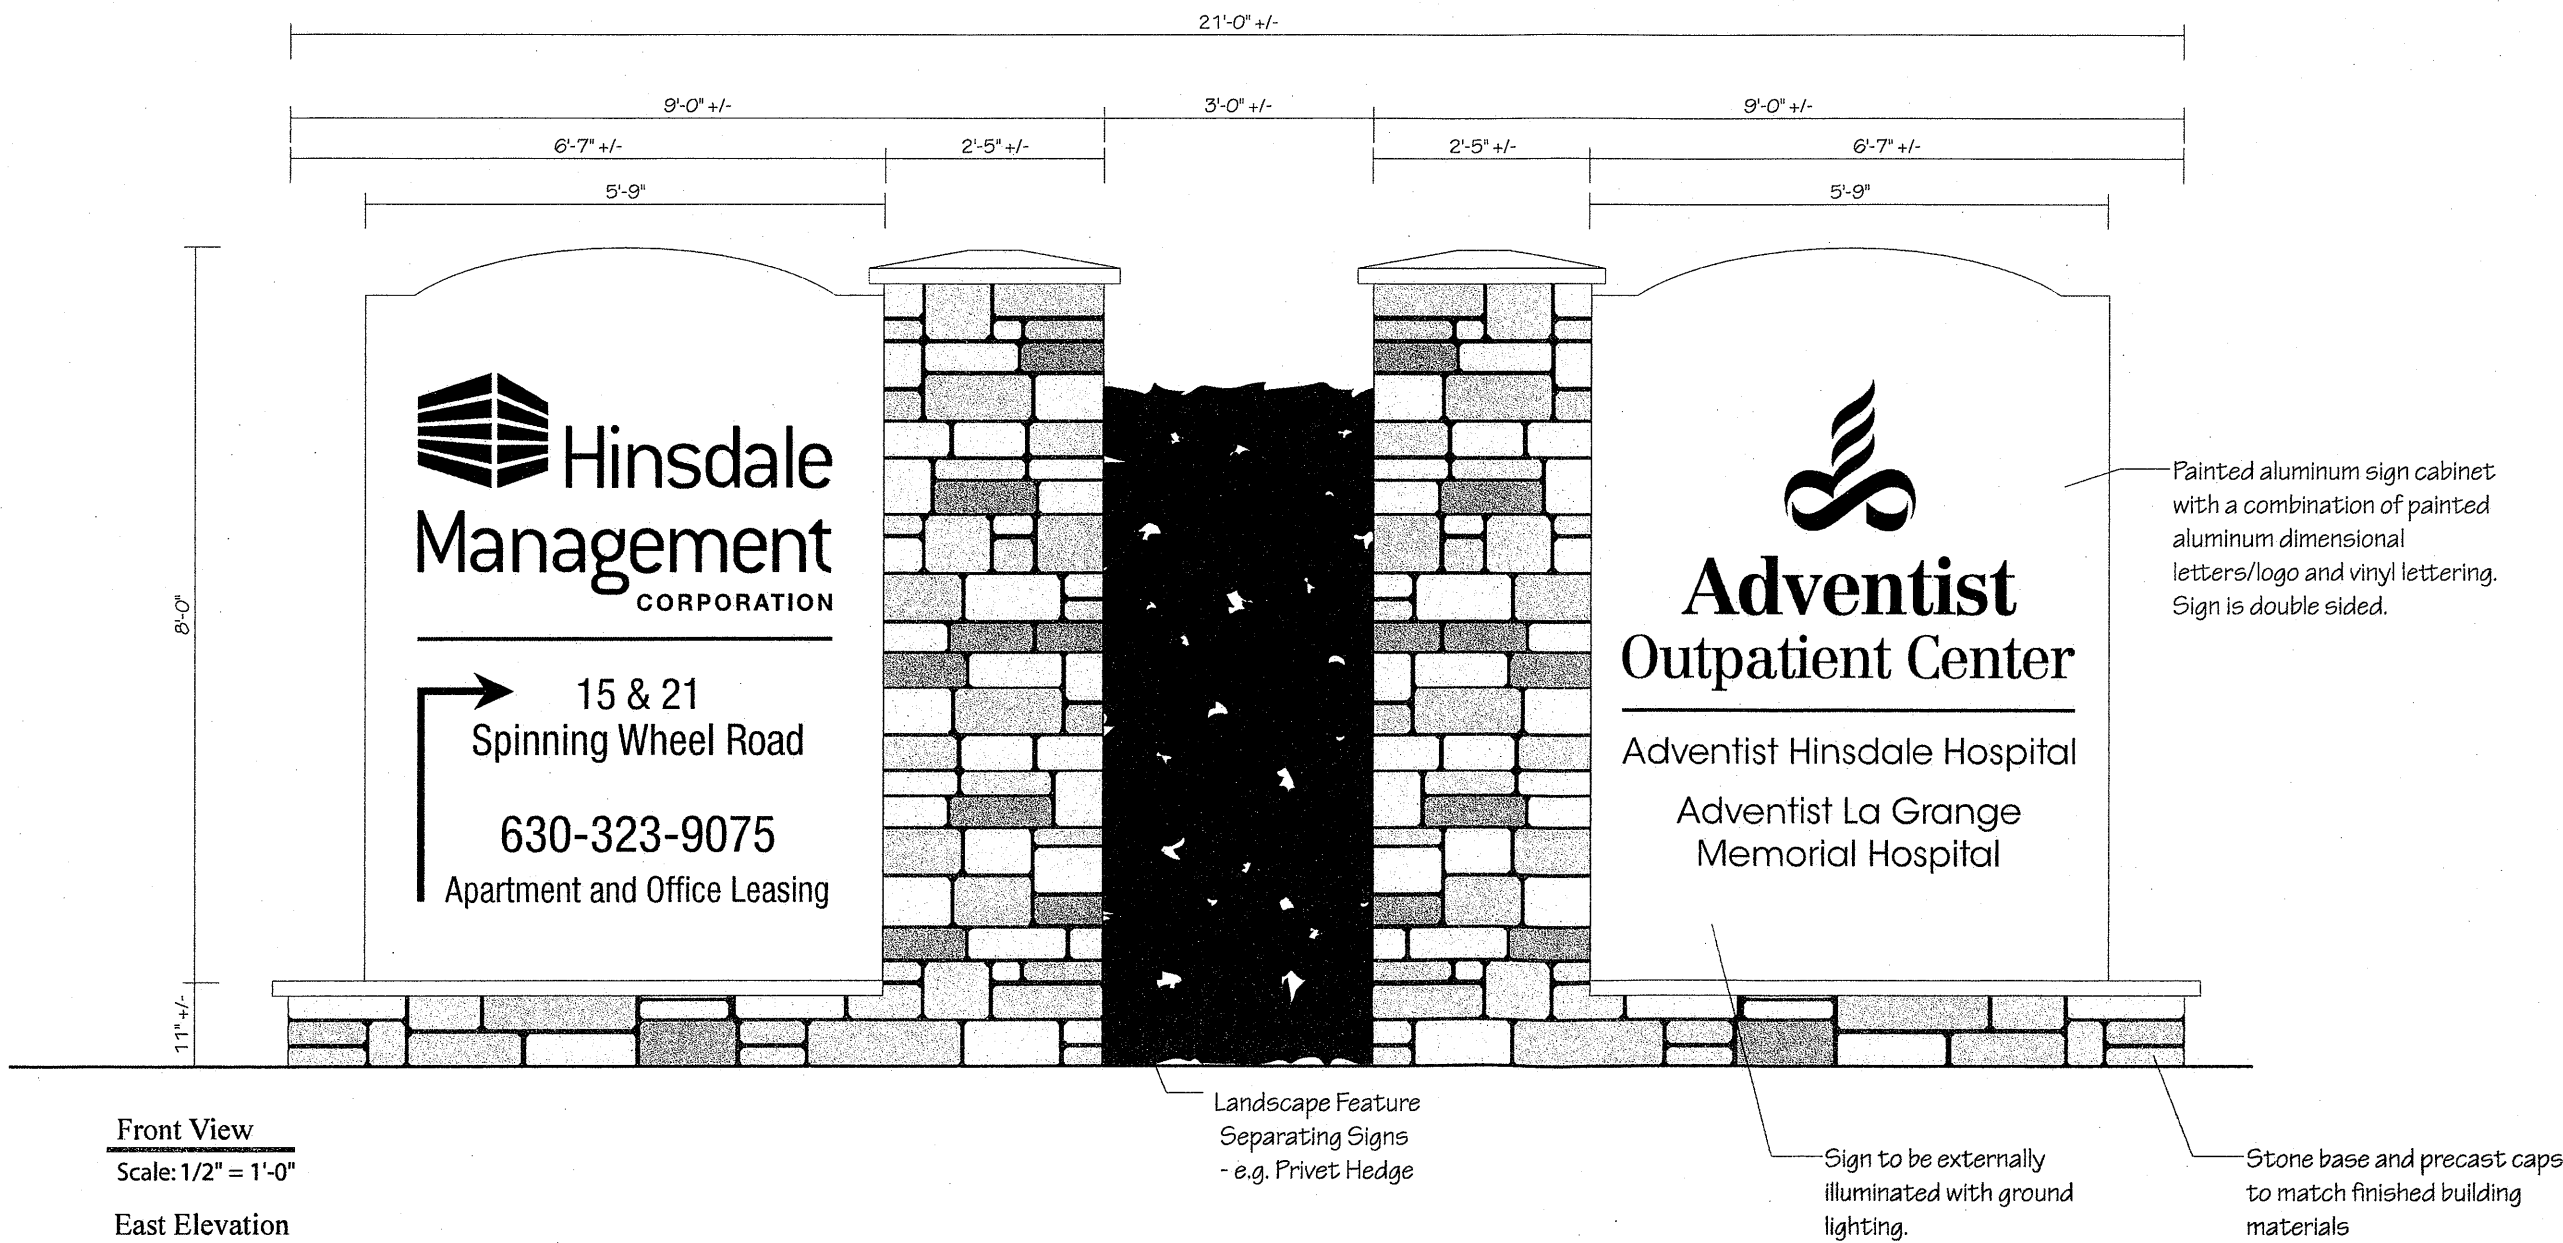 21'-0" +/-
9'-0" +/-
3'-0" +/-
9'-0" +/-
6'-7" +/-
2'-5" +/-
2'-5" +/-
6'-7" +/-
5'-9"
5'-9"
8'-0"
11" +/-
Hinsdale
Management
CORPORATION
15 & 21
Spinning Wheel Road
630-323-9075
Apartment and Office Leasing
Adventist
Outpatient Center
Adventist Hinsdale Hospital
Adventist La Grange
Memorial Hospital
Painted aluminum sign cabinet
with a combination of painted
aluminum dimensional
letters/logo and vinyl lettering.
Sign is double sided.
Landscape Feature
Separating Signs
- e.g. Privet Hedge
Sign to be externally
illuminated with ground
lighting.
Stone base and precast caps
to match finished building
materials
Front View
Scale: 1/2" = 1'-0"
East Elevation